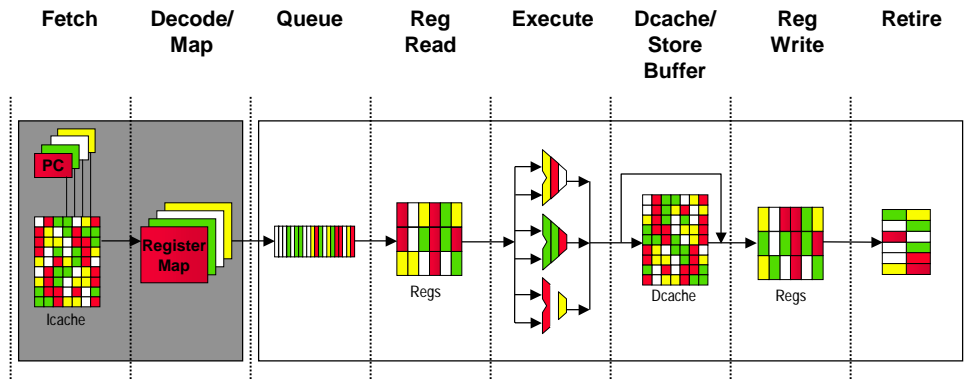 Fetch
Decode/
Map
Queue
Reg
Read
Execute
Dcache/
Store
Buffer
Reg
Write
Retire
PC
Register
Map
Icache
Regs
Dcache
Regs